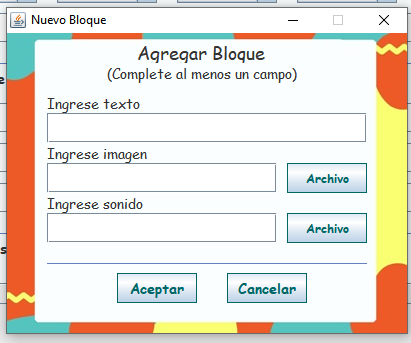 Nuevo Bloque
Agregar Bloque
(Complete al menos un campo)
Ingrese texto
Ingrese imagen
Archivo
Ingrese sonido
Archivo
Aceptar
Cancelar